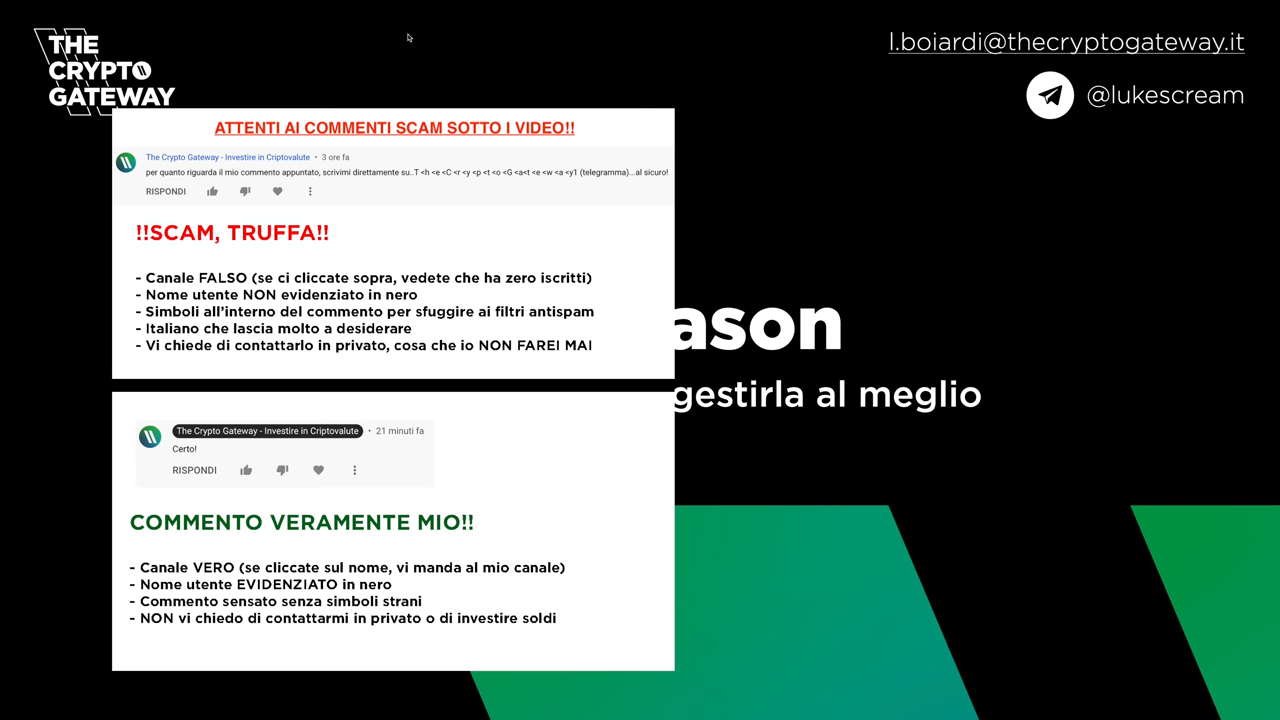 THE
CRYPTO
GATEWAY
l.boiardi@thecryptogateway.it
@lukescream
ATTENTI AI COMMENTI SCAM SOTTO I VIDEO!!
The Crypto Gateway - Investire in Criptovalute • 3 ore fa
per quanto riguarda il mio commento appuntato, scrivimi direttamente su..T <h <e <C <r <y <p <t <o <G <a<t <e <w <a <y1 (telegramma)...al sicuro!
RISPONDI
!!SCAM, TRUFFA!!
- Canale FALSO (se ci cliccate sopra, vedete che ha zero iscritti)
- Nome utente NON evidenziato in nero
- Simboli all'interno del commento per sfuggire ai filtri antispam
- Italiano che lascia molto a desiderare
- Vi chiede di contattarlo in privato, cosa che io NON FAREI MAI
ason
gestirla al meglio
The Crypto Gateway - Investire in Criptovalute • 21 minuti fa
Certo!
RISPONDI
COMMENTO VERAMENTE MIO!!
- Canale VERO (se cliccate sul nome, vi manda al mio canale)
- Nome utente EVIDENZIATO in nero
- Commento sensato senza simboli strani
- NON vi chiedo di contattarmi in privato o di investire soldi